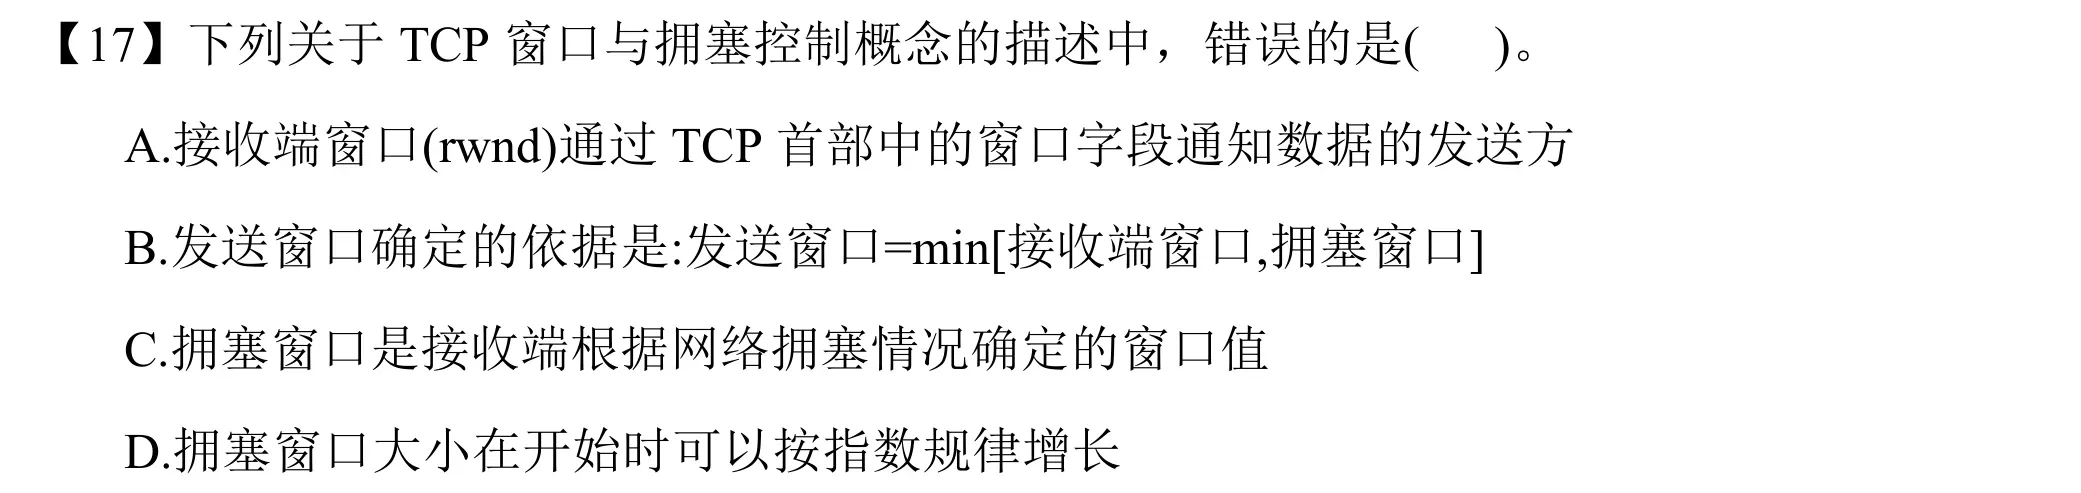 【17】下列关于 TCP 窗口与拥塞控制概念的描述中，错误的是(    )。
A.接收端窗口(rwnd)通过 TCP 首部中的窗口字段通知数据的发送方
B.发送窗口确定的依据是:发送窗口=min[接收端窗口,拥塞窗口]
C.拥塞窗口是接收端根据网络拥塞情况确定的窗口值
D.拥塞窗口大小在开始时可以按指数规律增长